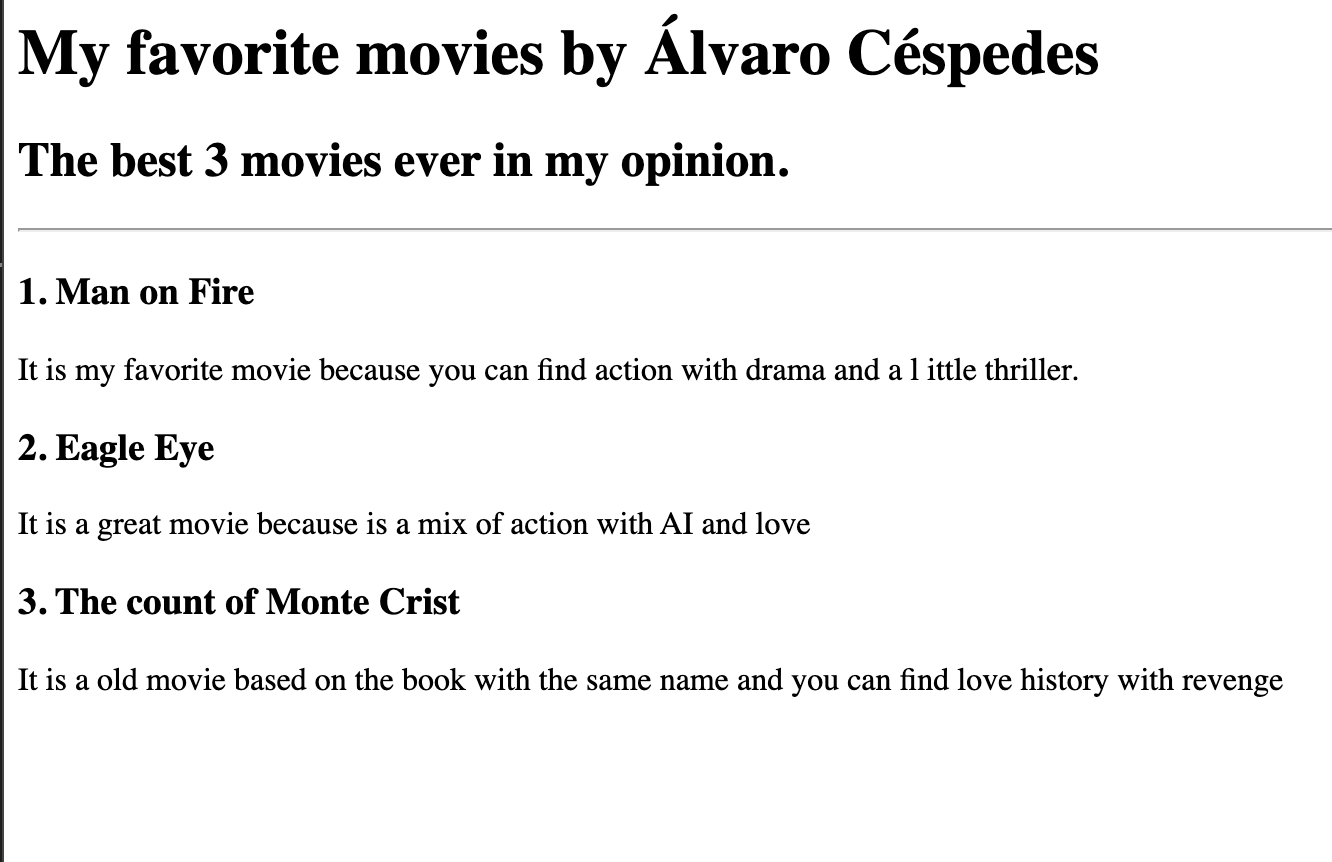 My favorite movies by Álvaro Céspedes
The best 3 movies ever in my opinion.
1. Man on Fire
It is my favorite movie because you can find action with drama and a l ittle thriller.
2. Eagle Eye
It is a great movie because is a mix of action with AI and love
3. The count of Monte Crist
It is a old movie based on the book with the same name and you can find love history with revenge